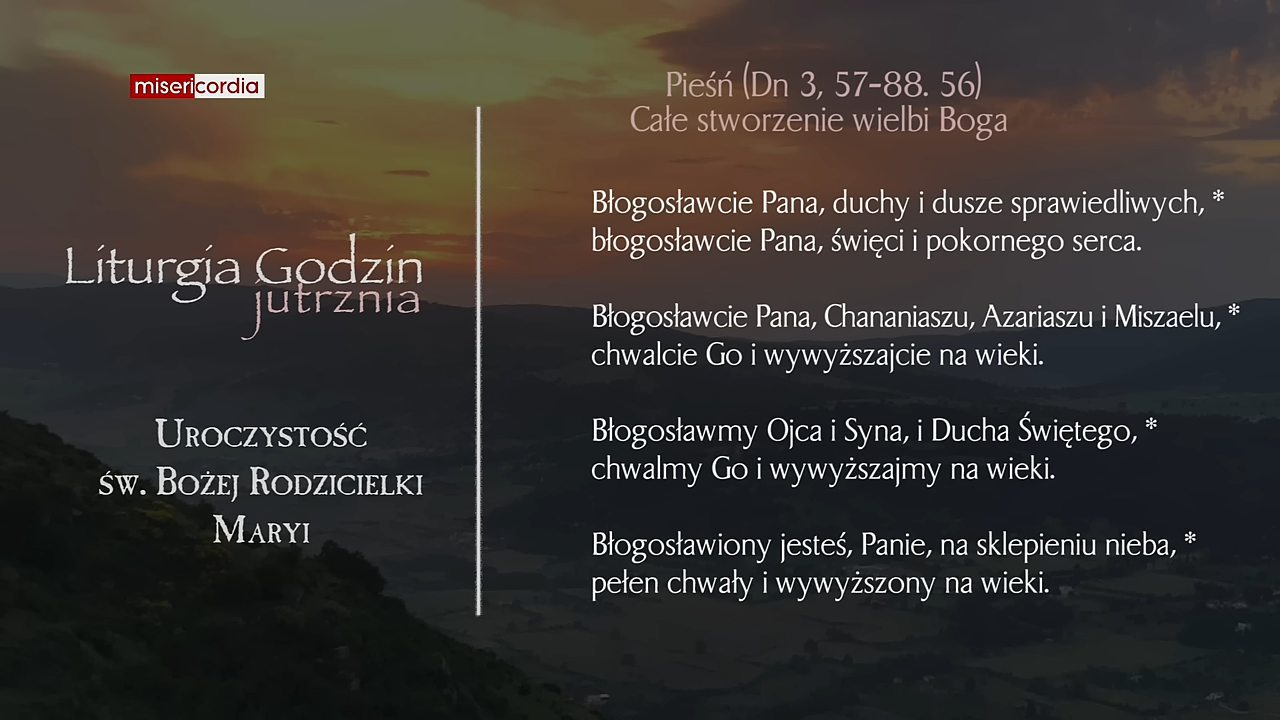 misericordia
Liturgia Godzin
jutrznia
Uroczystość
św. Bożej Rodzicielki
Maryi
Pieśń (Dn 3, 57-88. 56)
Całe stworzenie wielbi Boga
Błogosławcie Pana, duchy i dusze sprawiedliwych, *
błogosławcie Pana, święci i pokornego serca.
Błogosławcie Pana, Chananiaszu, Azariaszu i Miszaelu, *
chwalcie Go i wywyższajcie na wieki.
Błogosławmy Ojca i Syna, i Ducha Świętego, *
chwalmy Go i wywyższajmy na wieki.
Błogosławiony jesteś, Panie, na sklepieniu nieba, *
pełen chwały i wywyższony na wieki.